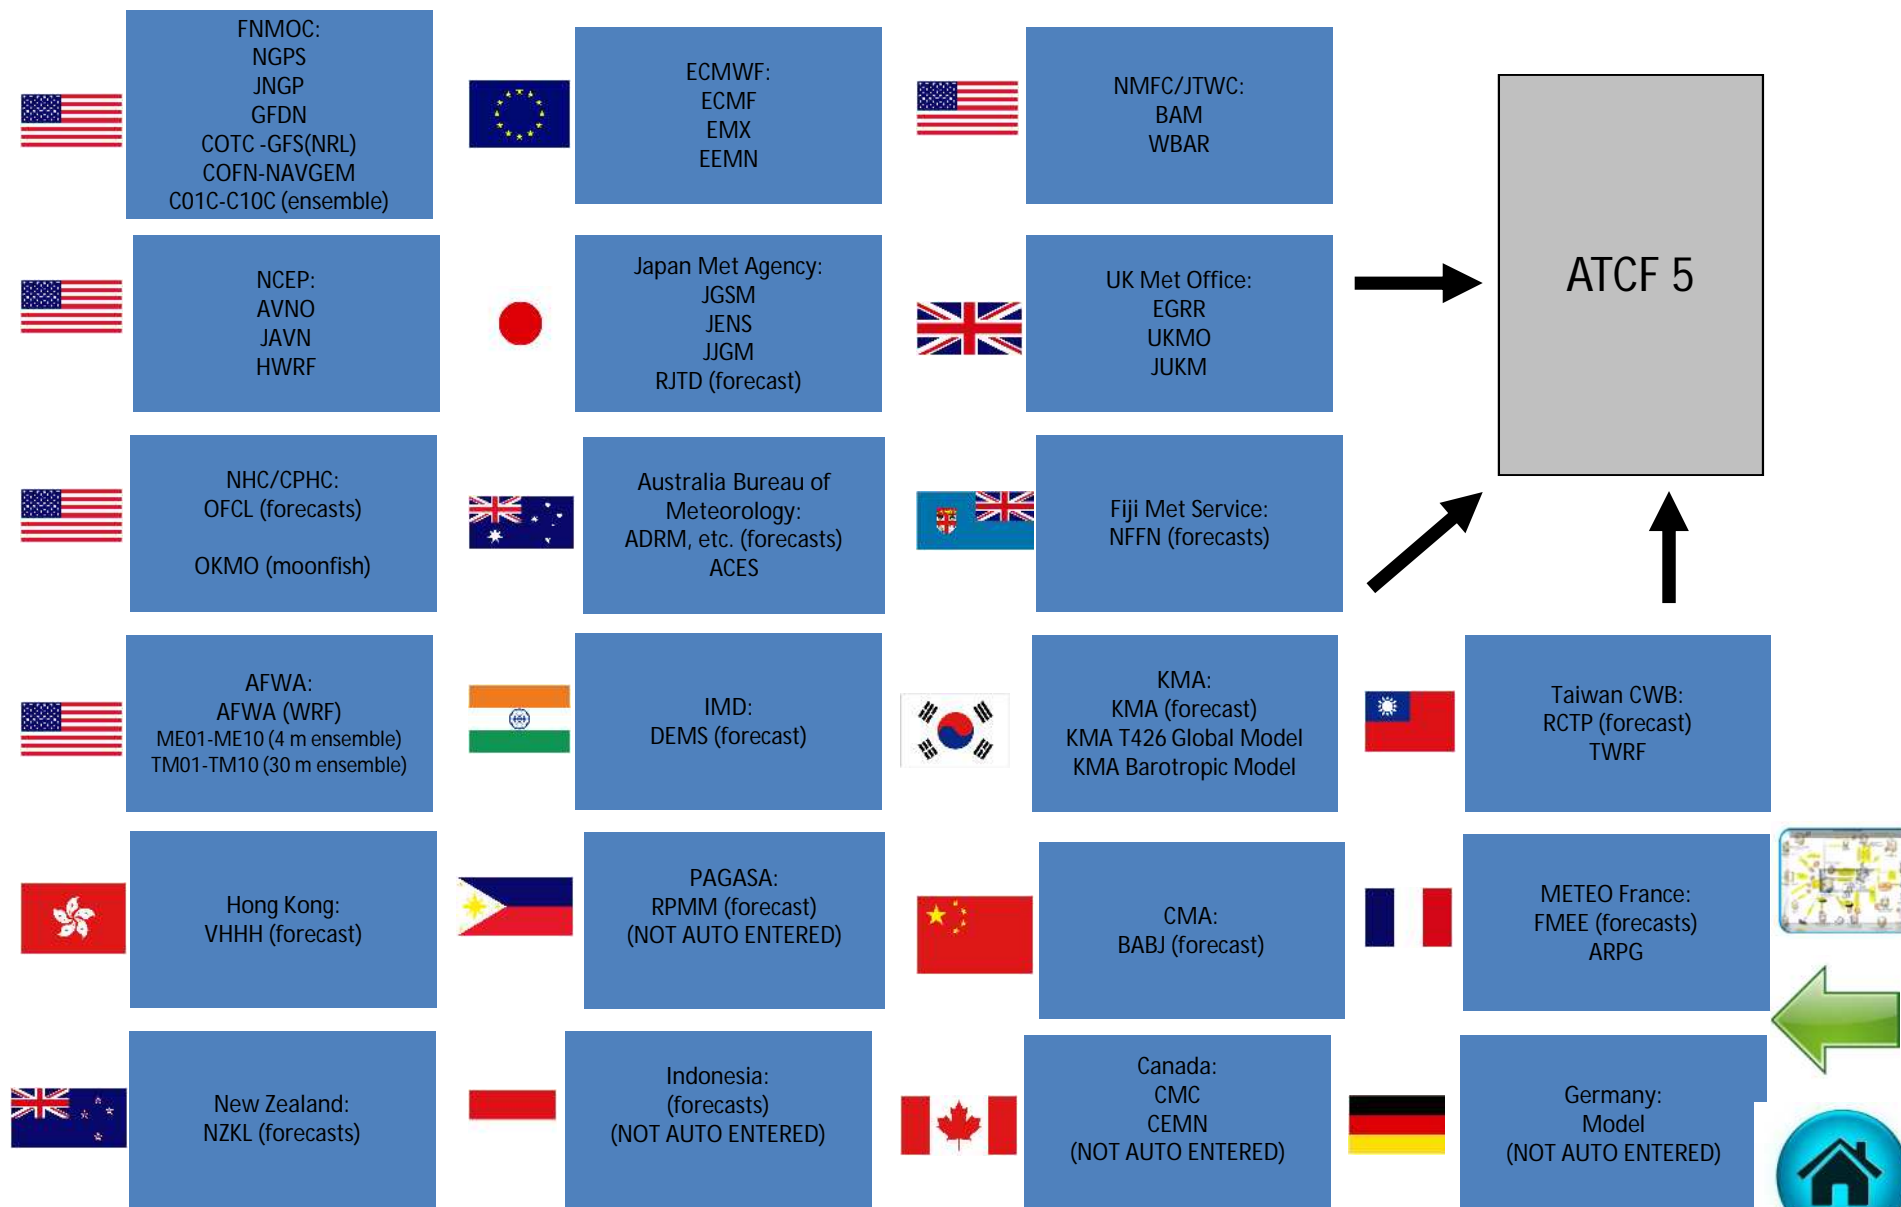 FNMOC:
NGPS
JNGP
GFDN
COTC -GFS(NRL)
COFN-NAVGEM
C01C-C10C (ensemble)
ECMWF:
ECMF
EMX
EEMN
NMFC/JTWC:
BAM
WBAR
ATCF 5
NCEP:
AVNO
JAVN
HWRF
Japan Met Agency:
JGSM
JENS
JJGM
RJTD (forecast)
UK Met Office:
EGRR
UKMO
JUKM
NHC/CPHC:
OFCL (forecasts)
OKMO (moonfish)
Australia Bureau of
Meteorology:
ADRM, etc. (forecasts)
ACES
Fiji Met Service:
NFFN (forecasts)
AFWA:
AFWA (WRF)
ME01-ME10 (4 m ensemble)
TM01-TM10 (30 m ensemble)
IMD:
DEMS (forecast)
KMA:
KMA (forecast)
KMA T426 Global Model
KMA Barotropic Model
Taiwan CWB:
RCTP (forecast)
TWRF
Hong Kong:
VHHH (forecast)
PAGASA:
RPMM (forecast)
(NOT AUTO ENTERED)
CMA:
BABJ (forecast)
METEO France:
FMEE (forecasts)
ARPG
New Zealand:
NZKL (forecasts)
Indonesia:
(forecasts)
(NOT AUTO ENTERED)
Canada:
CMC
CEMN
(NOT AUTO ENTERED)
Germany:
Model
(NOT AUTO ENTERED)